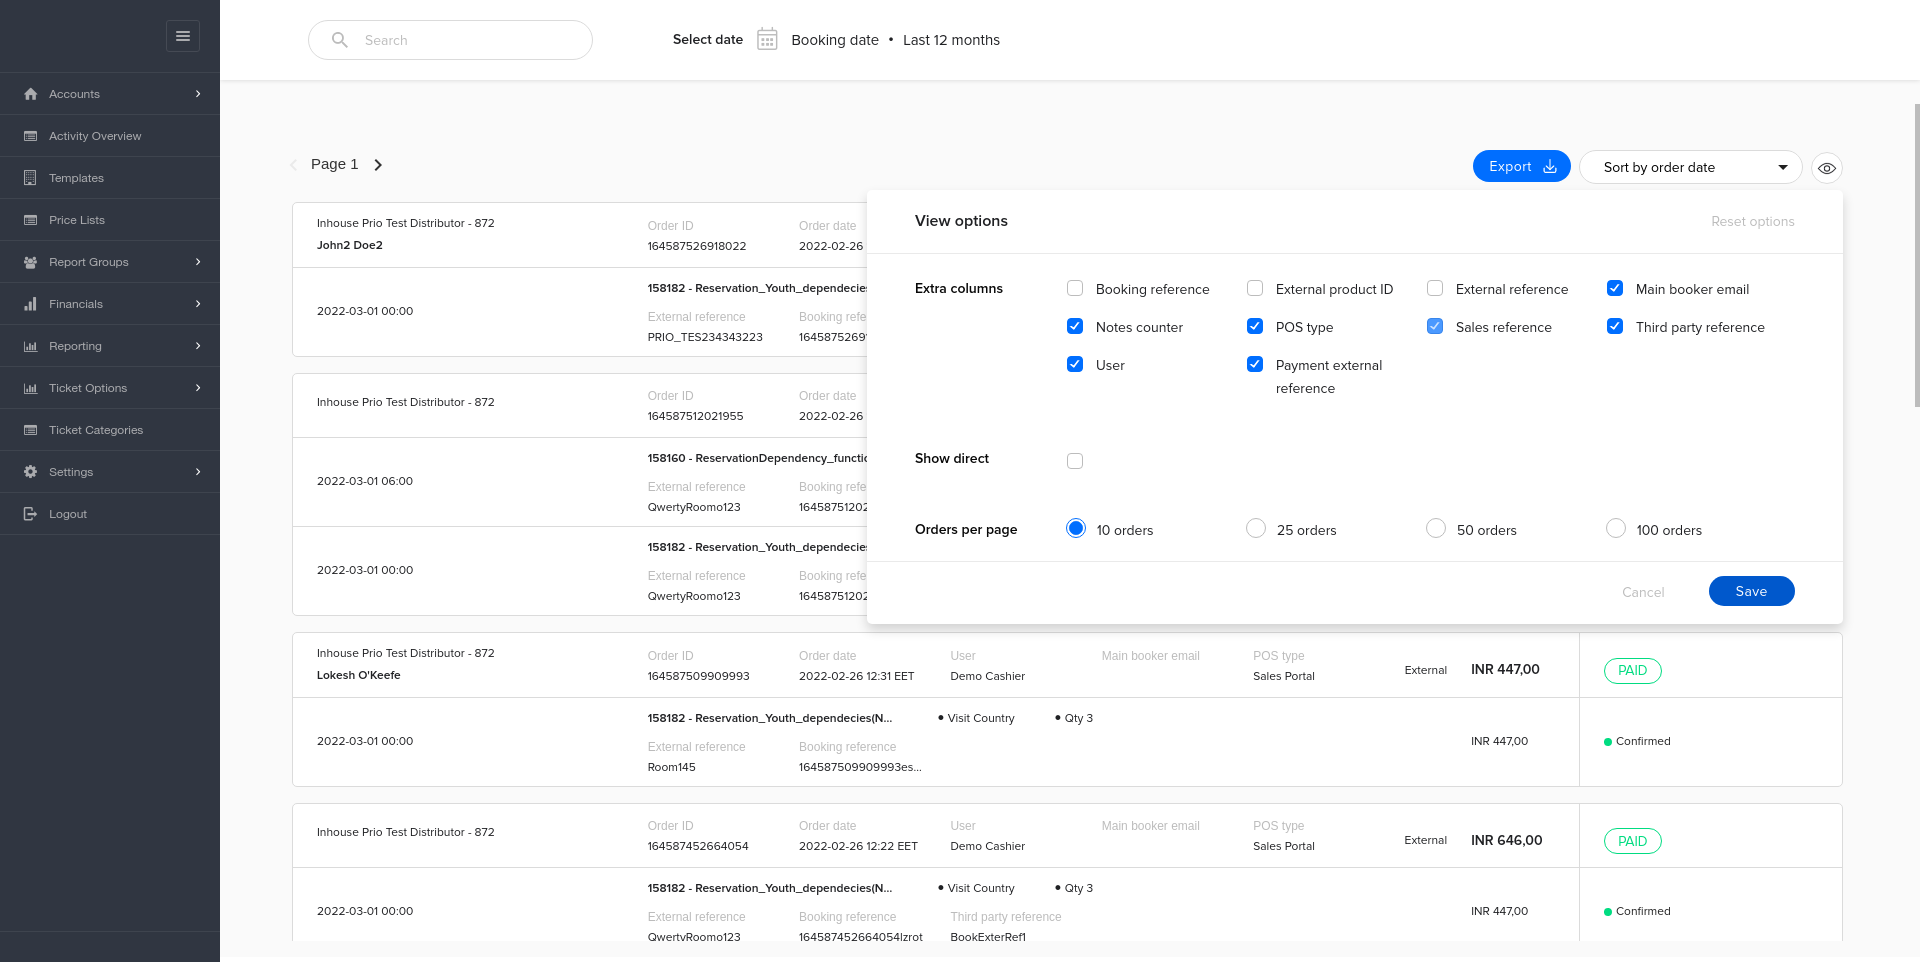 Search
Select date Booking date • Last 12 months
Accounts
Activity Overview
Templates
Price Lists
Report Groups
Financials
Reporting
Ticket Options
Ticket Categories
Settings
Logout
Page 1
Export
Sort by order date
Inhouse Prio Test Distributor - 872
John2 Doe2
Order ID Order date
164587526918022 2022-02-26
2022-03-01 00:00
158182 - Reservation_Youth_dependecies
External reference Booking refe
PRIO_TES234343223 1645875269
Inhouse Prio Test Distributor - 872
Order ID Order date
164587512021955 2022-02-26
2022-03-01 06:00
158160 - ReservationDependency_functio
External reference Booking refe
QwertyRoomo123 1645875120
2022-03-01 00:00
158182 - Reservation_Youth_dependecies
External reference Booking refe
QwertyRoomo123 1645875120
View options
Reset options
Extra columns
Booking reference External product ID External reference Main booker email
Notes counter POS type Sales reference Third party reference
User Payment external
reference
Show direct
Orders per page 10 orders 25 orders 50 orders 100 orders
Cancel Save
Inhouse Prio Test Distributor - 872
Lokesh O'Keefe
Order ID Order date User Main booker email POS type
164587509909993 2022-02-26 12:31 EET Demo Cashier Sales Portal
External INR 447,00 PAID
2022-03-01 00:00
158182 - Reservation_Youth_dependecies(N... • Visit Country • Qty 3
External reference Booking reference
Room145 164587509909993es...
INR 447,00 Confirmed
Inhouse Prio Test Distributor - 872
Order ID Order date User Main booker email POS type
164587452664054 2022-02-26 12:22 EET Demo Cashier Sales Portal
External INR 646,00 PAID
2022-03-01 00:00
158182 - Reservation_Youth_dependecies(N... • Visit Country • Qty 3
External reference Booking reference Third party reference
QwertyRoomo123 164587452664054lzrot BookExterRef1
INR 447,00 Confirmed